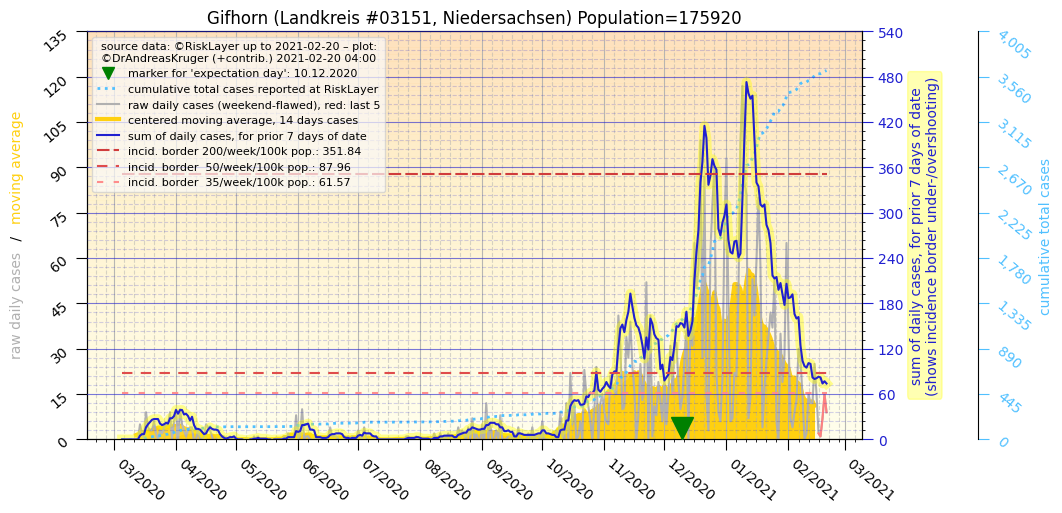 Gifhorn (Landkreis #03151, Niedersachsen) Population=175920
source data: ©RiskLayer up to 2021-02-20 – plot:
©DrAndreasKruger (+contrib.) 2021-02-20 04:00
marker for 'expectation day': 10.12.2020
cumulative total cases reported at RiskLayer
raw daily cases (weekend-flawed), red: last 5
centered moving average, 14 days cases
sum of daily cases, for prior 7 days of date
incid. border 200/week/100k pop.: 351.84
incid. border  50/week/100k pop.: 87.96
incid. border  35/week/100k pop.: 61.57
raw daily cases / moving average
135
120
105
90
75
60
45
30
15
0
03/2020
04/2020
05/2020
06/2020
07/2020
08/2020
09/2020
10/2020
11/2020
12/2020
01/2021
02/2021
03/2021
540
480
420
360
300
240
180
120
60
0
sum of daily cases, for prior 7 days of date
(shows incidence border under-/overshooting)
4,005
3,560
3,115
2,670
2,225
1,780
1,335
890
445
0
cumulative total cases